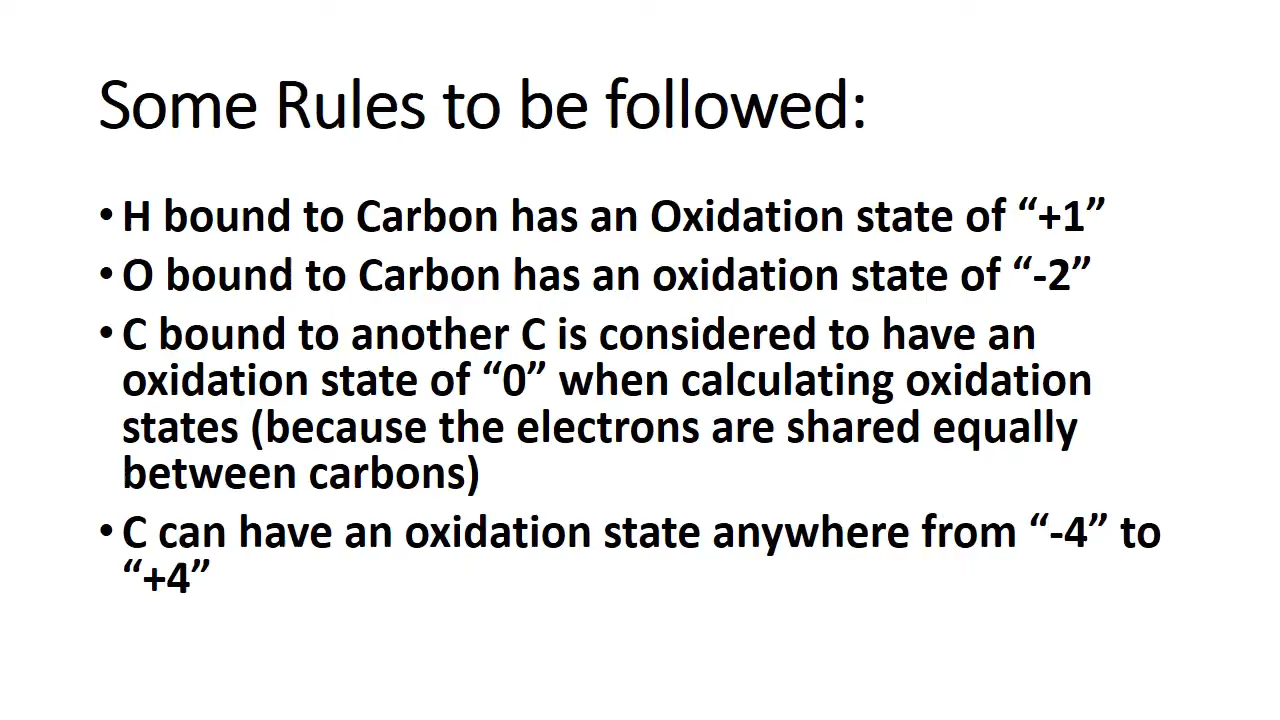 Some Rules to be followed:
• H bound to Carbon has an Oxidation state of “+1”
• O bound to Carbon has an oxidation state of “-2”
• C bound to another C is considered to have an
oxidation state of “0” when calculating oxidation
states (because the electrons are shared equally
between carbons)
• C can have an oxidation state anywhere from “-4” to
“+4”